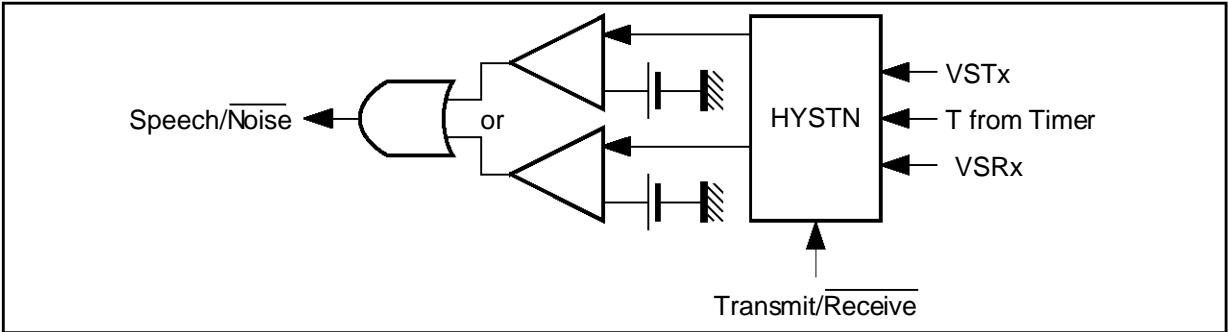 VSTx
HYSTN
T from Timer
Speech/Noise
or
VSRx
Transmit/Receive